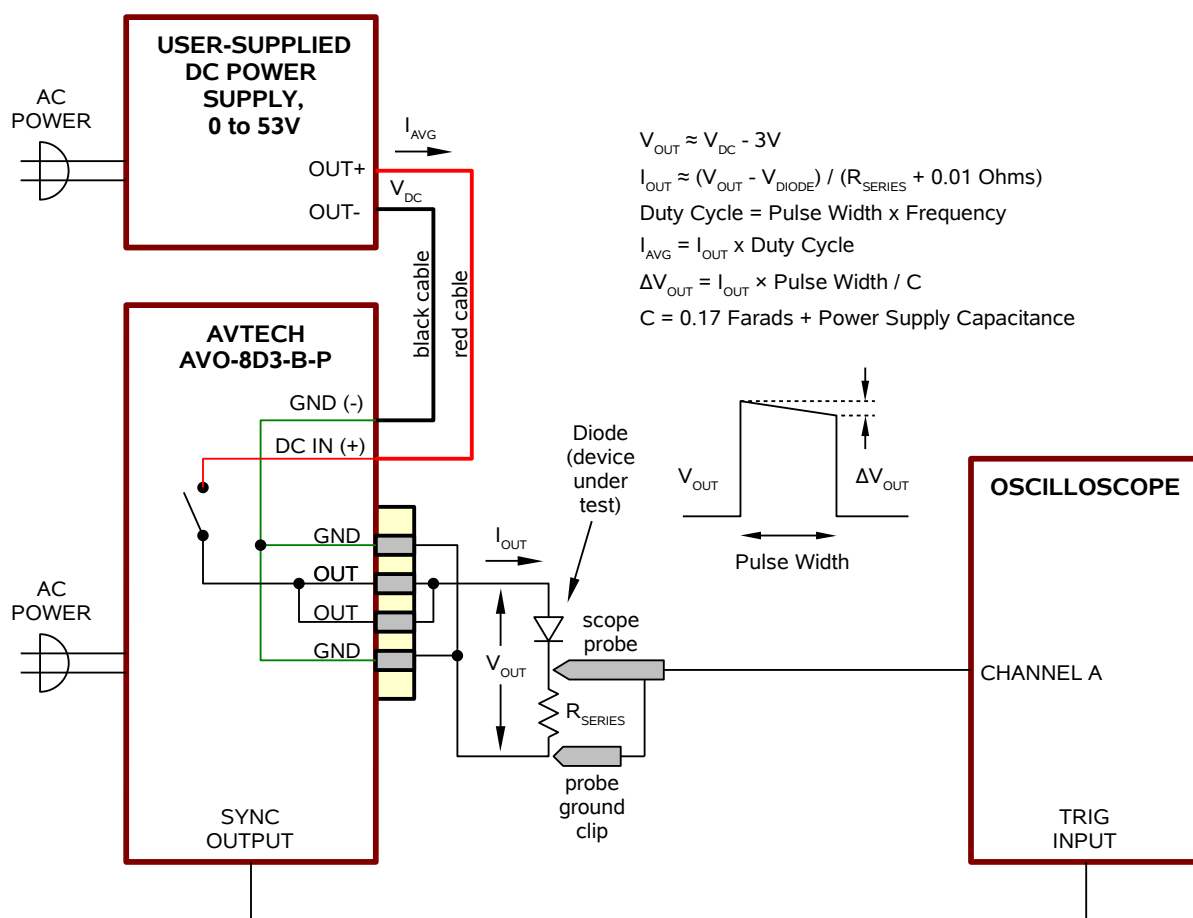 USER-SUPPLIED
DC POWER
SUPPLY,
0 to 53V
AC
POWER
I_AVG
OUT+
V_DC
OUT-
black cable
red cable
V_OUT ≈ V_DC - 3V
I_OUT ≈ (V_OUT - V_DIODE) / (R_SERIES + 0.01 Ohms)
Duty Cycle = Pulse Width x Frequency
I_AVG = I_OUT x Duty Cycle
ΔV_OUT = I_OUT × Pulse Width / C
C = 0.17 Farads + Power Supply Capacitance
AVTECH
AVO-8D3-B-P
GND (-)
DC IN (+)
GND
OUT
OUT
GND
AC
POWER
I_OUT
V_OUT
Diode
(device
under
test)
scope
probe
R_SERIES
probe
ground
clip
V_OUT
ΔV_OUT
Pulse Width
OSCILLOSCOPE
CHANNEL A
SYNC
OUTPUT
TRIG
INPUT